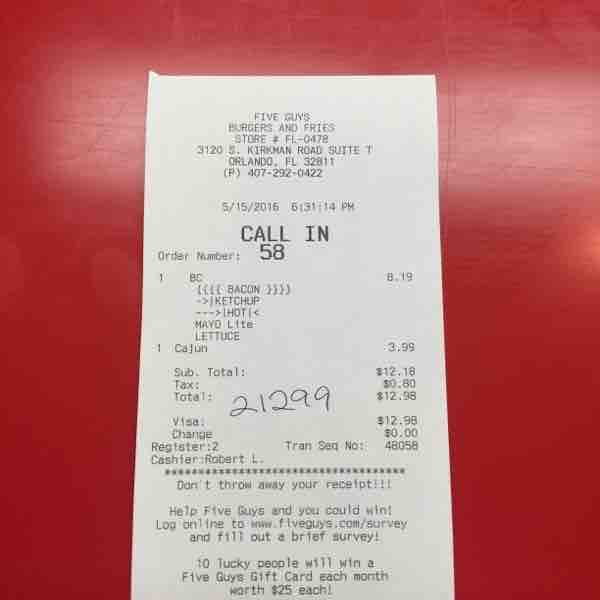 FIVE GUYS
BURGERS AND FRIES
STORE # FL-0478
3120 S. KIRKMAN ROAD SUITE T
ORLANDO, FL 32811
(P) 407-292-0422
5/15/2016 6:31:14 PM
CALL IN
Order Number: 58
1 BC 8.19
{{{{ BACON }}}}
->|KETCHUP
--->|HOT|<
MAYO Lite
LETTUCE
1 Cajun 3.99
Sub. Total: $12.18
Tax: $0.80
Total: $12.98
21299
Visa: $12.98
Change $0.00
Register:2 Tran Seq No: 48058
Cashier:Robert L.
****************************************
Don't throw away your receipt!!!
Help Five Guys and you could win!
Log online to www.fiveguys.com/survey
and fill out a brief survey!
10 lucky people will win a
Five Guys Gift Card each month
worth $25 each!